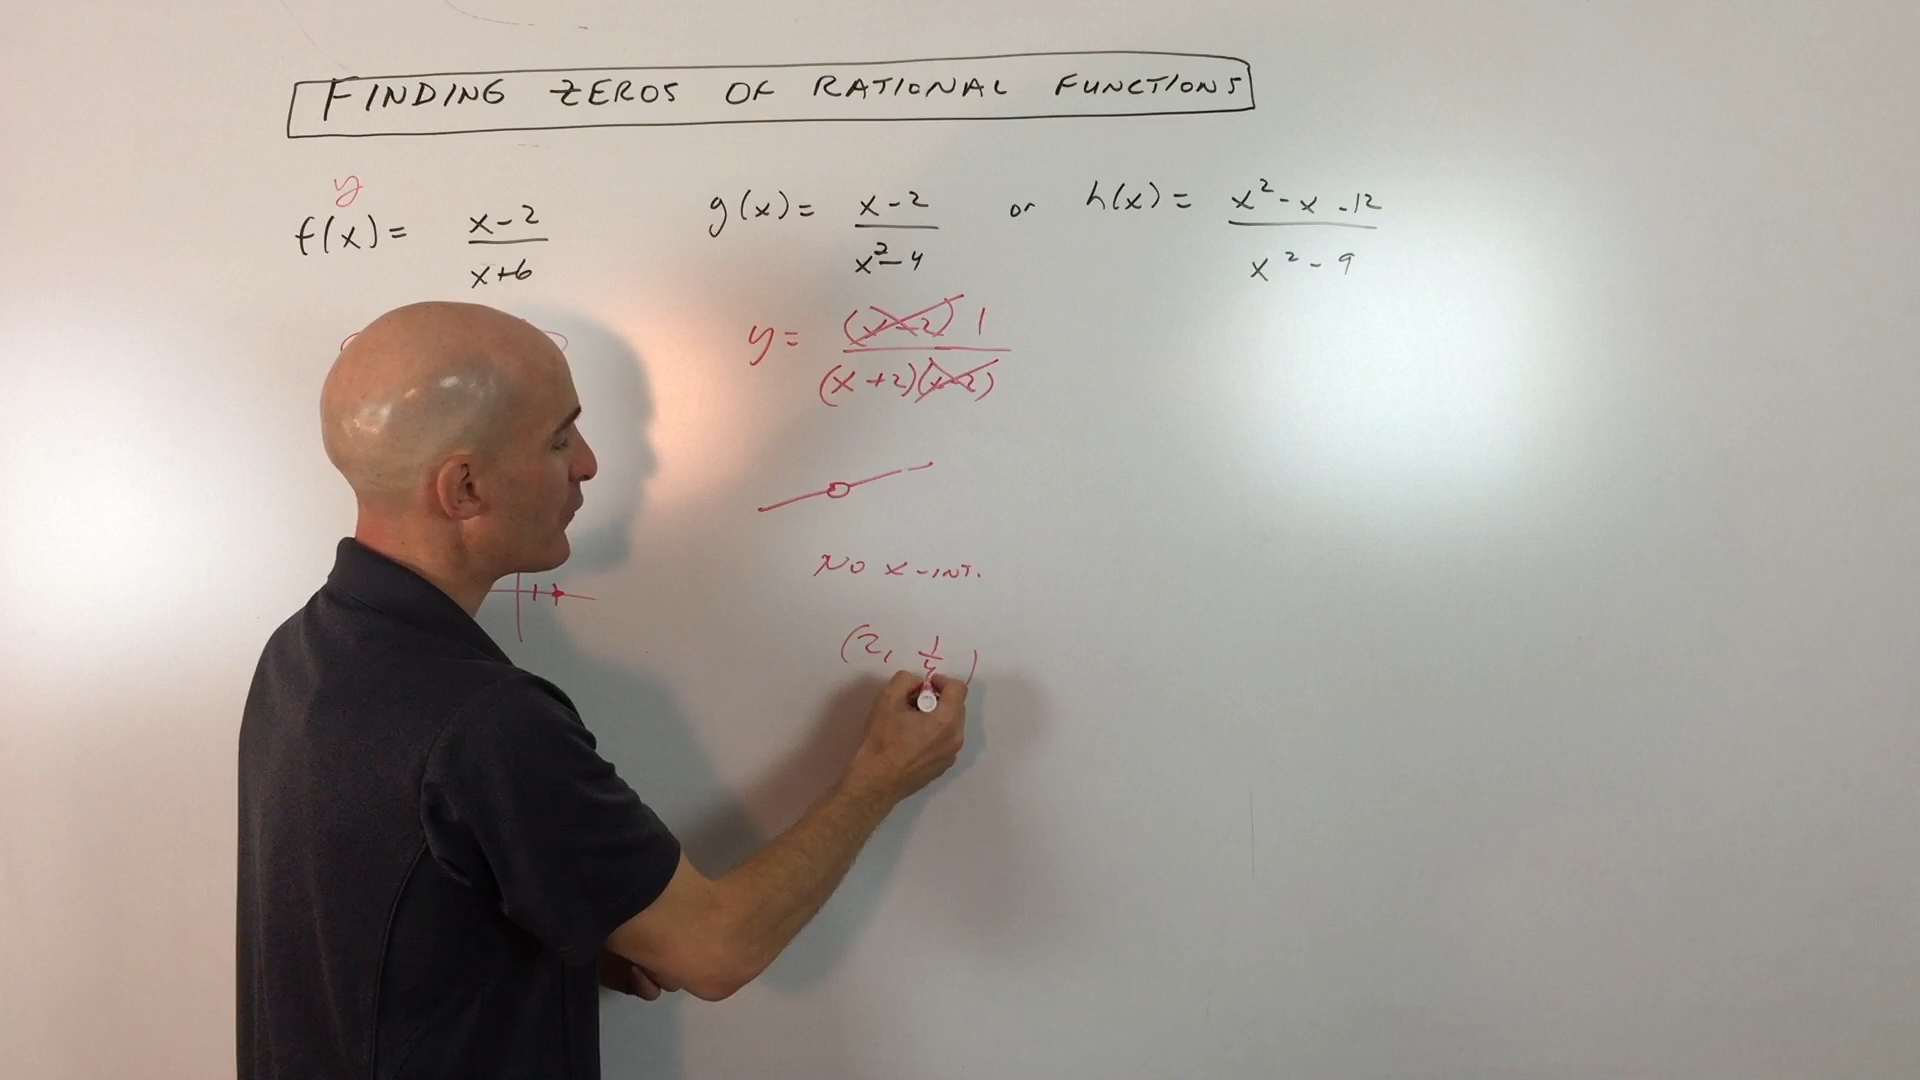 FINDING ZEROS OF RATIONAL FUNCTIONS
y
f(x) = x-2 / x+6
g(x) = x-2 / x²-4 or h(x) = x²-x-12 / x²-9
y = (x-2) 1 / (x+2)(x-2)
NO X-INT.
(2, 1/4)